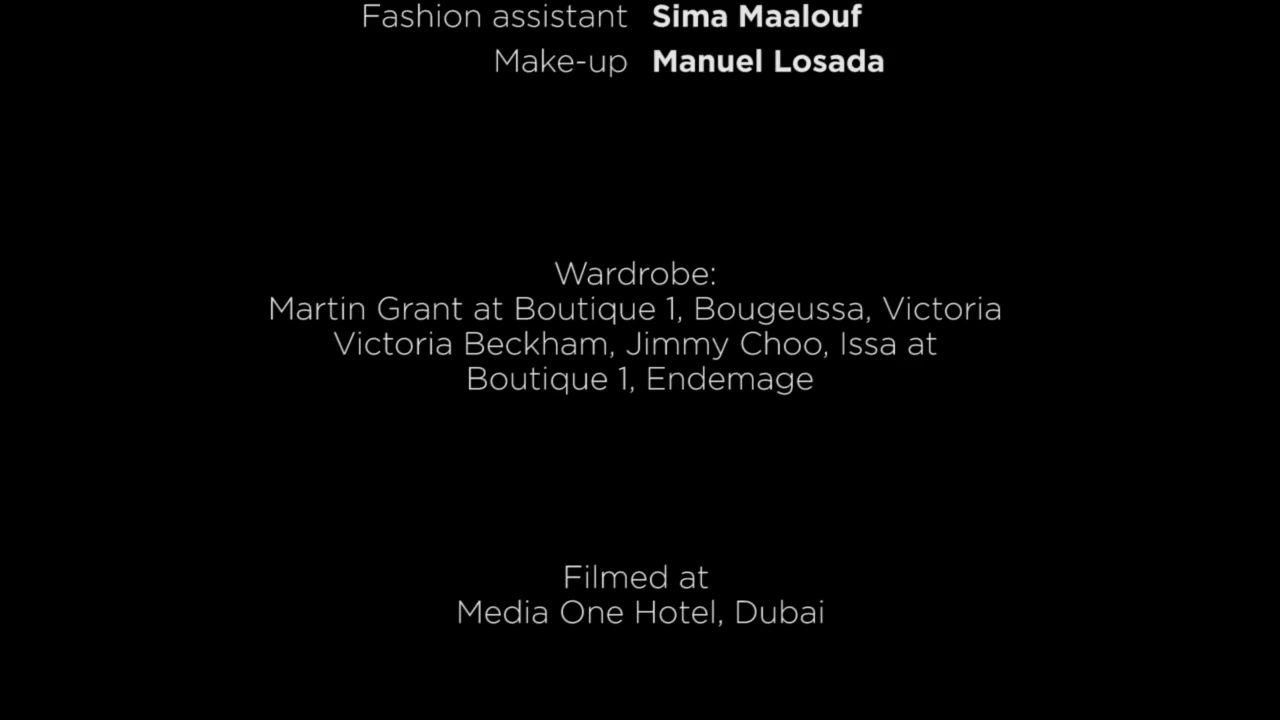 Fashion assistant Sima Maalouf
Make-up Manuel Losada
Wardrobe:
Martin Grant at Boutique 1, Bougeussa, Victoria
Victoria Beckham, Jimmy Choo, Issa at
Boutique 1, Endemage
Filmed at
Media One Hotel, Dubai